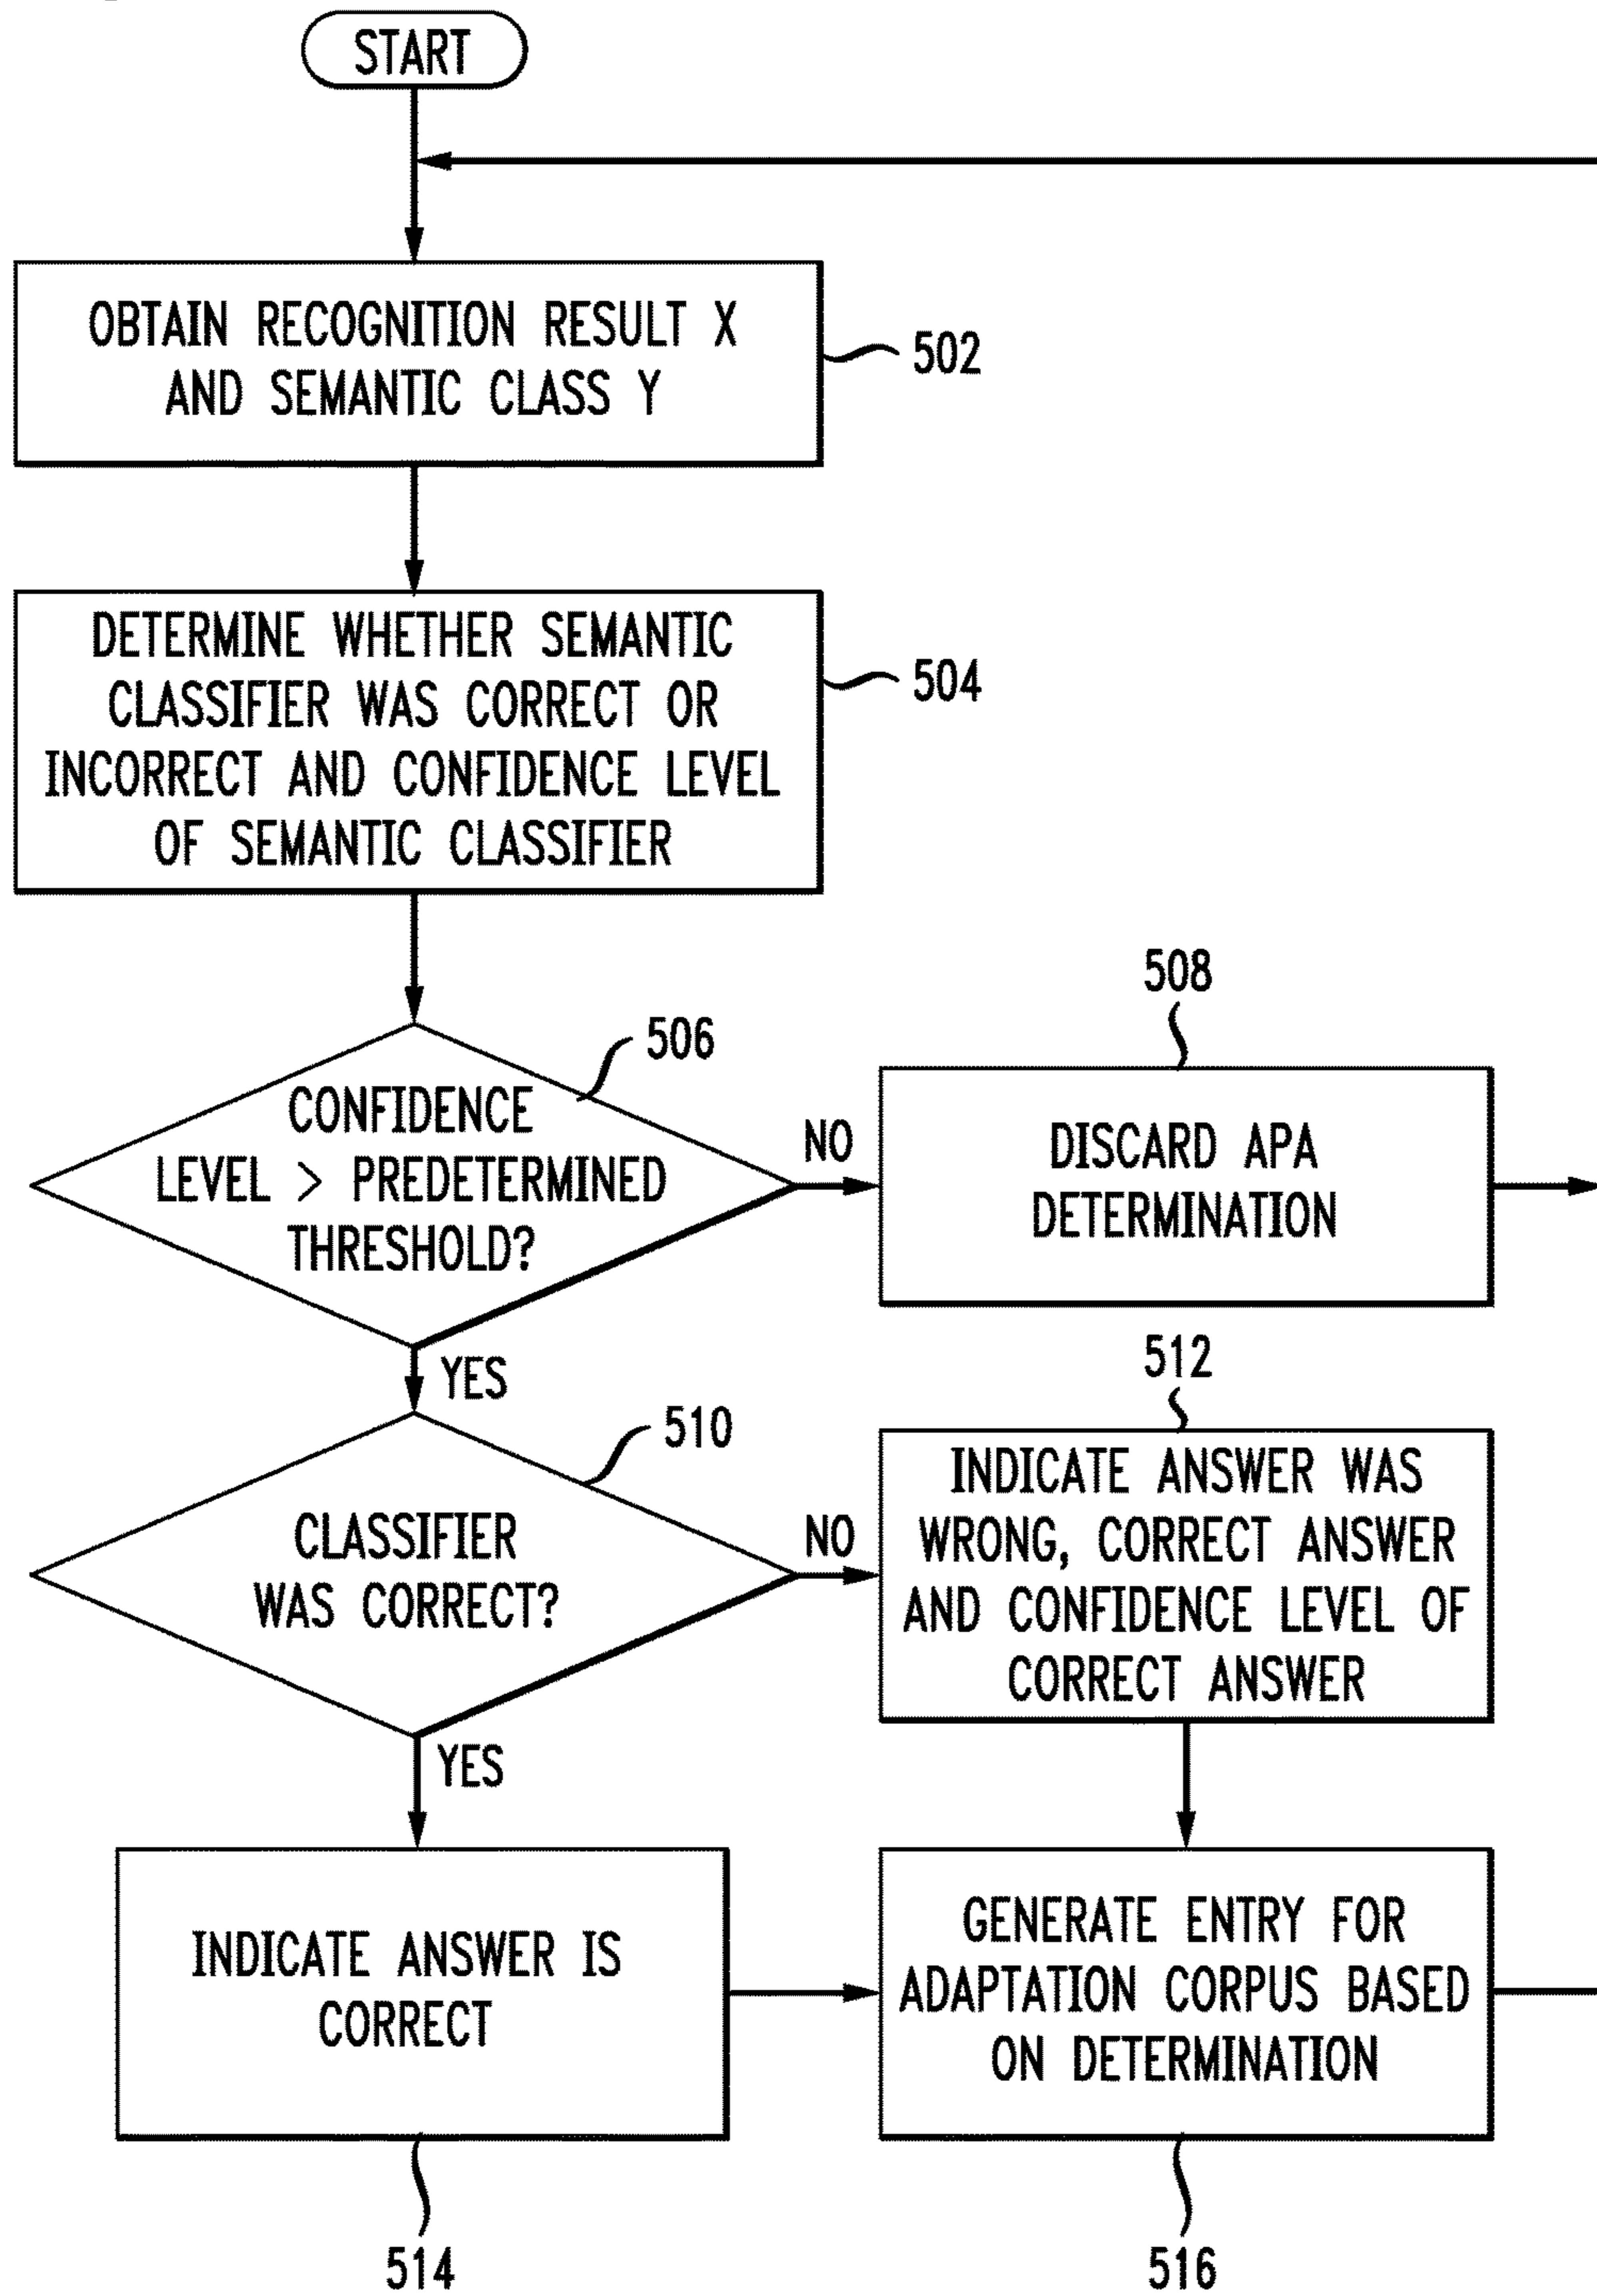 START
OBTAIN RECOGNITION RESULT X
AND SEMANTIC CLASS Y
502
DETERMINE WHETHER SEMANTIC
CLASSIFIER WAS CORRECT OR
INCORRECT AND CONFIDENCE LEVEL
OF SEMANTIC CLASSIFIER
504
CONFIDENCE
LEVEL > PREDETERMINED
THRESHOLD?
506
NO
YES
508
DISCARD APA
DETERMINATION
CLASSIFIER
WAS CORRECT?
510
NO
YES
512
INDICATE ANSWER WAS
WRONG, CORRECT ANSWER
AND CONFIDENCE LEVEL OF
CORRECT ANSWER
INDICATE ANSWER IS
CORRECT
514
GENERATE ENTRY FOR
ADAPTATION CORPUS BASED
ON DETERMINATION
516